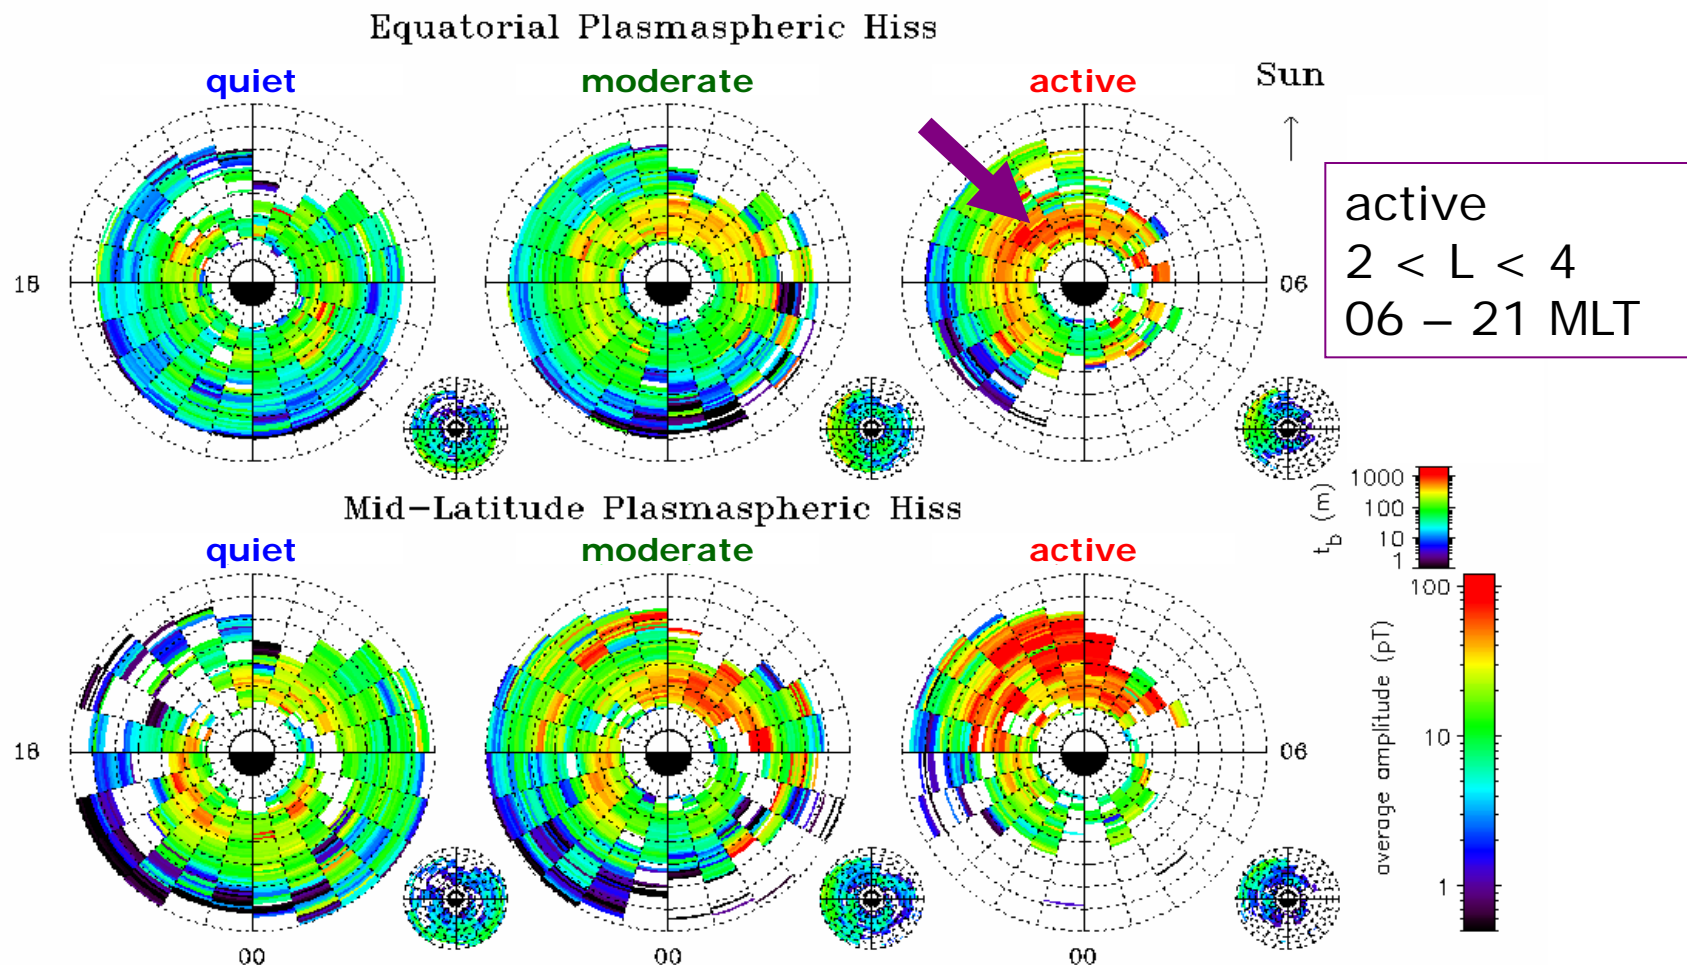 Equatorial Plasmaspheric Hiss
quiet
moderate
active
Sun
18
06
active
2 < L < 4
06 – 21 MLT
Mid-Latitude Plasmaspheric Hiss
quiet
moderate
active
t_b (m)
1000
100
10
1
18
06
00
00
00
average amplitude (pT)
100
10
1